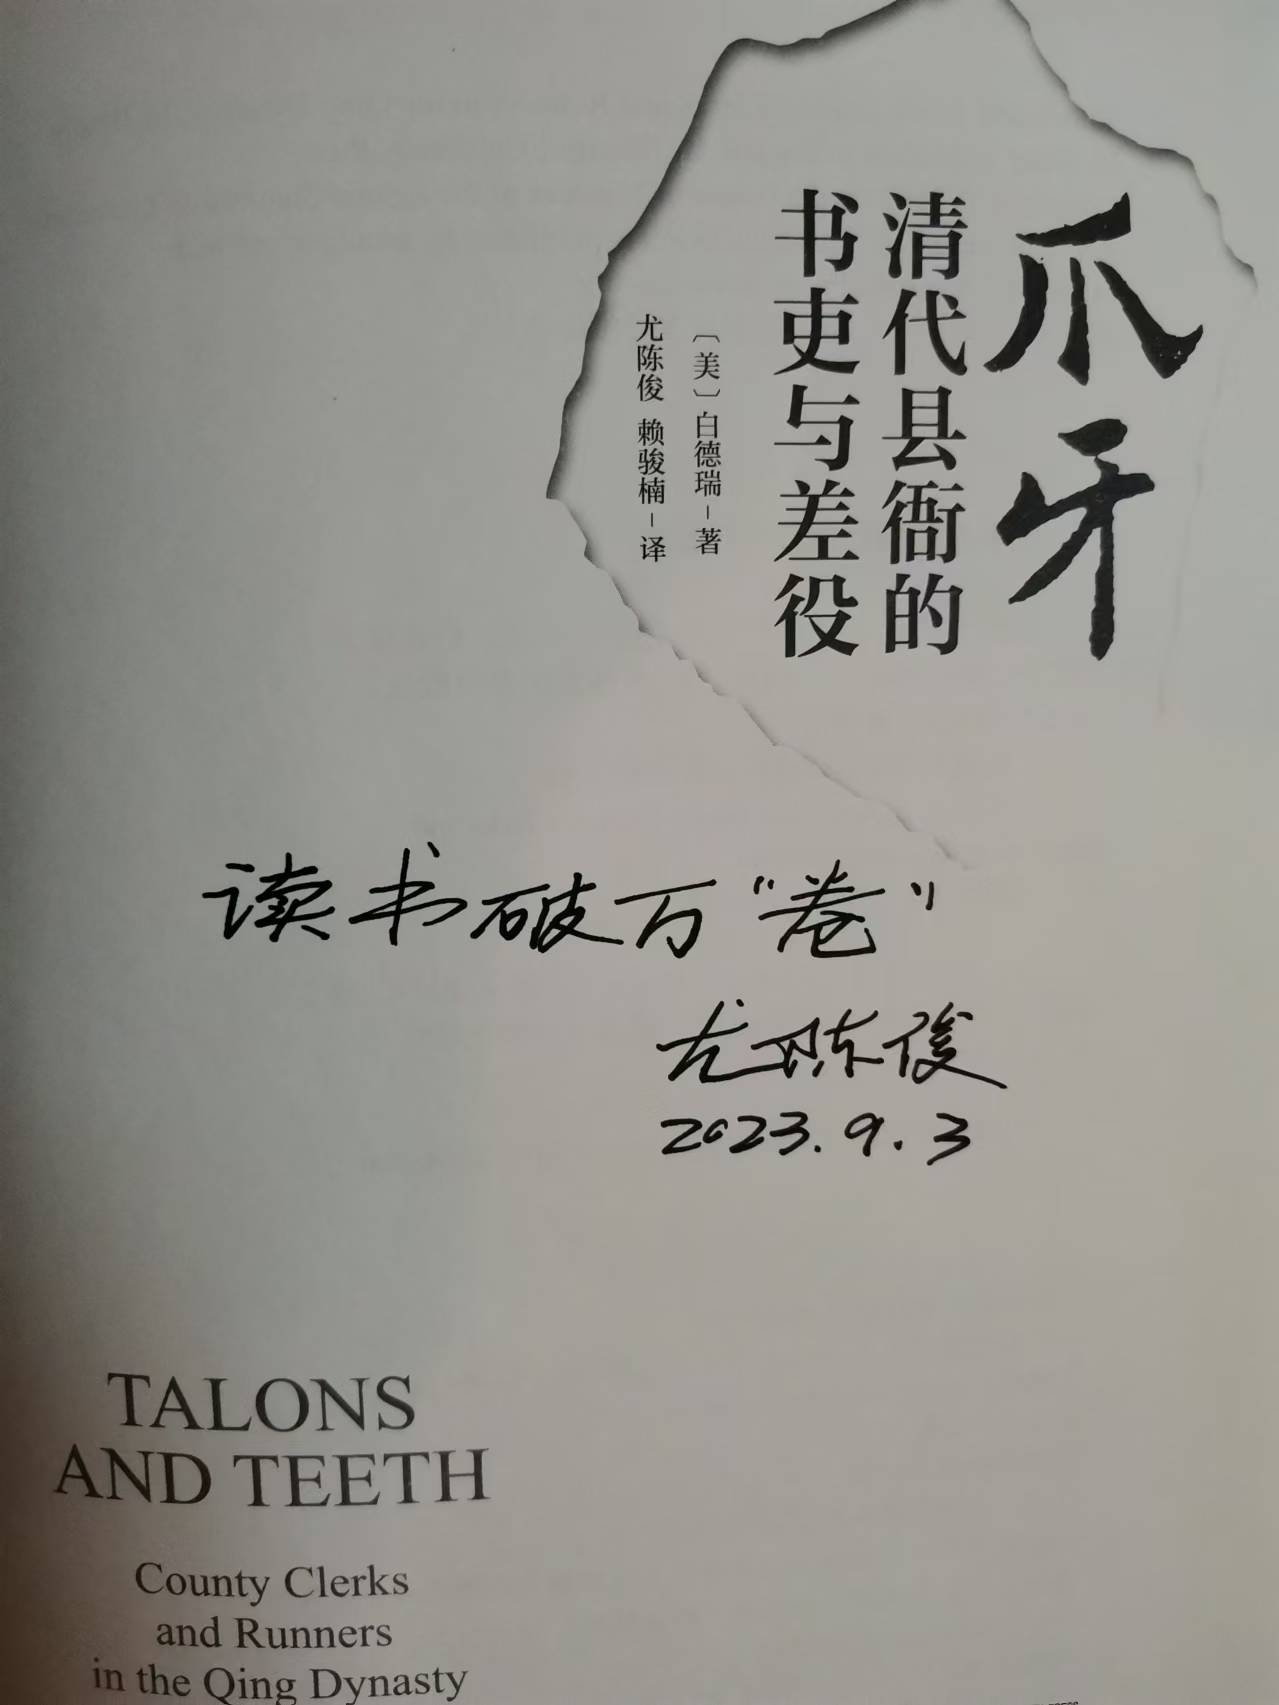 爪牙
清代县衙的
书吏与差役
〔美〕白德瑞－著
尤陈俊 赖骏楠－译
读书破万“卷”
尤陈俊
2023.9.3
TALONS
AND TEETH
County Clerks
and Runners
in the Qing Dynasty